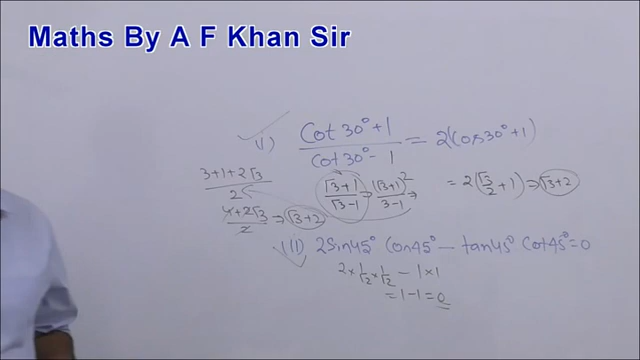 Maths By A F Khan Sir
ii) (Cot 30° + 1) / (Cot 30° - 1) = 2(Cos 30° + 1)
(3+1+2√3) / 2
(√3+1) / (√3-1) → (√3+1)² / (3-1) →
= 2(√3/2 + 1) ⇒ √3+2
(4+2√3) / 2 ⇒ √3+2
iii) 2Sin45° Cos45° - tan45° Cot45° = 0
2 × 1/√2 × 1/√2 - 1 × 1
= 1-1 = 0